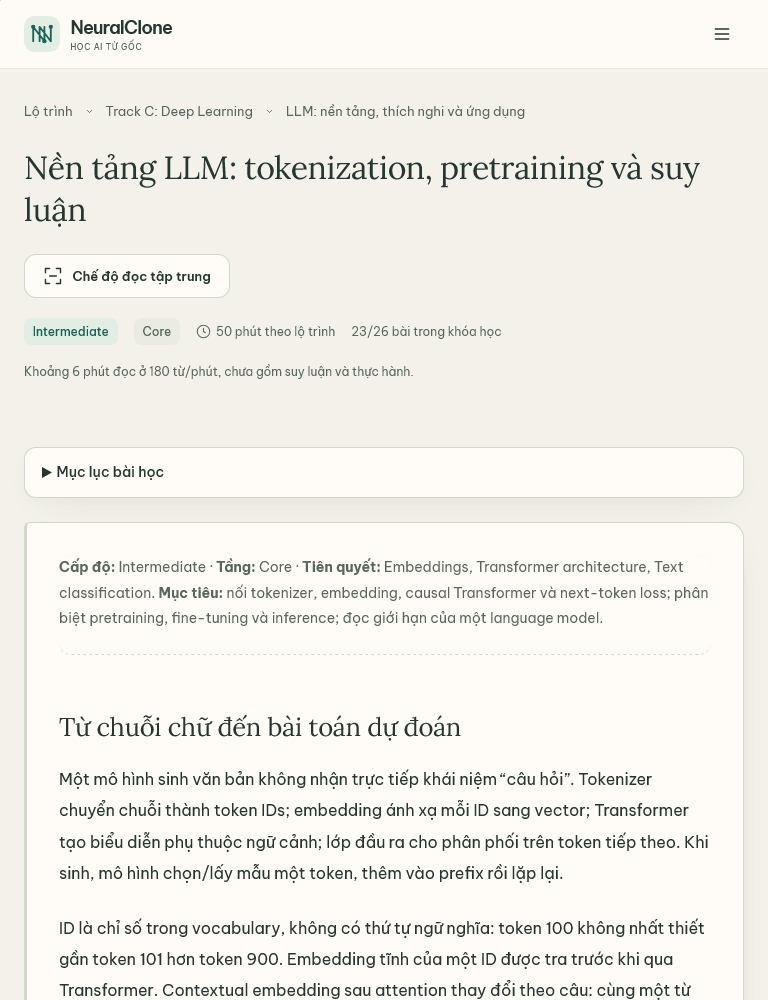 NeuralClone
HỌC AI TỪ GỐC
Lộ trình
Track C: Deep Learning
LLM: nền tảng, thích nghi và ứng dụng
Nền tảng LLM: tokenization, pretraining và suy
luận
Chế độ đọc tập trung
Intermediate
Core
50 phút theo lộ trình
23/26 bài trong khóa học
Khoảng 6 phút đọc ở 180 từ/phút, chưa gồm suy luận và thực hành.
Mục lục bài học
Cấp độ: Intermediate · Tầng: Core · Tiên quyết: Embeddings, Transformer architecture, Text
classification. Mục tiêu: nối tokenizer, embedding, causal Transformer và next-token loss; phân
biệt pretraining, fine-tuning và inference; đọc giới hạn của một language model.
Từ chuỗi chữ đến bài toán dự đoán
Một mô hình sinh văn bản không nhận trực tiếp khái niệm “câu hỏi”. Tokenizer
chuyển chuỗi thành token IDs; embedding ánh xạ mỗi ID sang vector; Transformer
tạo biểu diễn phụ thuộc ngữ cảnh; lớp đầu ra cho phân phối trên token tiếp theo. Khi
sinh, mô hình chọn/lấy mẫu một token, thêm vào prefix rồi lặp lại.
ID là chỉ số trong vocabulary, không có thứ tự ngữ nghĩa: token 100 không nhất thiết
gần token 101 hơn token 900. Embedding tĩnh của một ID được tra trước khi qua
Transformer. Contextual embedding sau attention thay đổi theo câu: cùng một từ